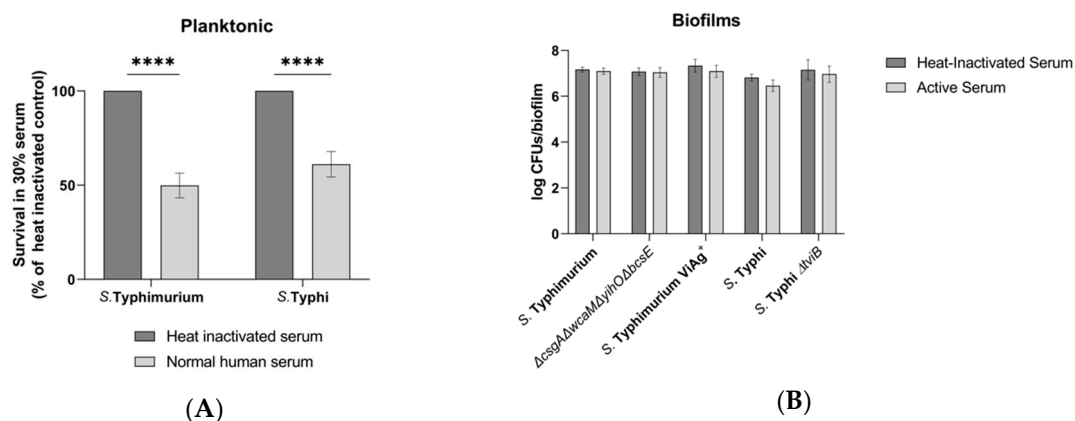 Planktonic
****
****
Survival in 30% serum
(% of heat inactivated control)
100
50
0
S.Typhimurium
S.Typhi
Heat inactivated serum
Normal human serum
(A)
Biofilms
log CFUs/biofilm
8
6
4
2
0
S. Typhimurium
ΔcsgAΔwcaMΔyihOΔbcsE
S. Typhimurium ViAg+
S. Typhi
S. Typhi ΔtviB
Heat-Inactivated Serum
Active Serum
(B)